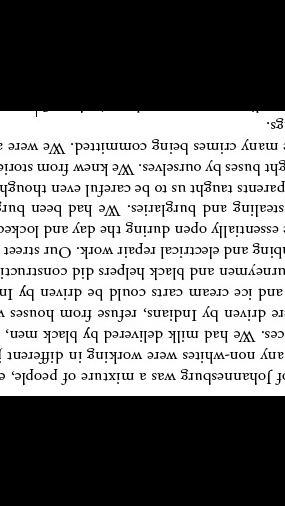 of Johannesburg was a mixture of people, e
any non-whites were working in different j
ces. We had milk delivered by black men,
re driven by Indians, refuse from houses w
and ice cream carts could be driven by In
urneymen and black helpers did constructi
nbing and electrical repair work. Our street
e essentially open during the day and locked
stealing and burglaries. We had been burg
parents taught us to be careful even though
ght buses by ourselves. We knew from storie
e many crimes being committed. We were a
gs.